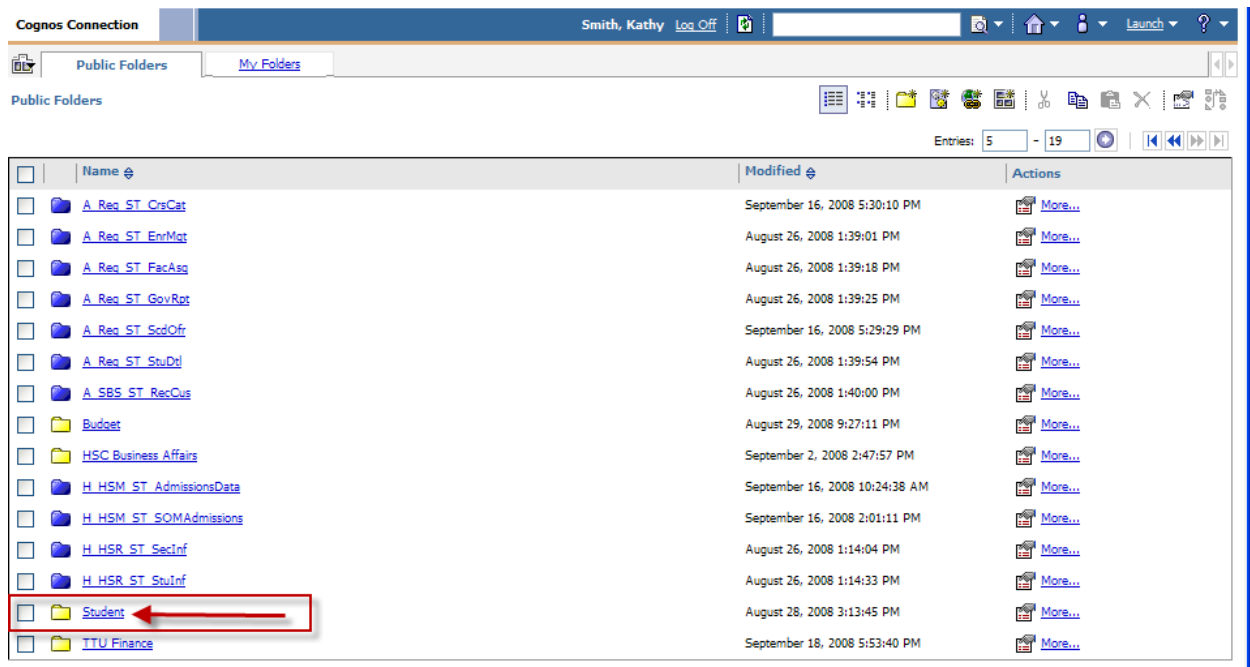 Cognos Connection Smith, Kathy Log Off Launch ?
Public Folders My Folders
Public Folders
Entries: 5 - 19
Name Modified Actions
A_Reg_ST_CrsCat September 16, 2008 5:30:10 PM More...
A_Reg_ST_EnrMgt August 26, 2008 1:39:01 PM More...
A_Reg_ST_FacAsg August 26, 2008 1:39:18 PM More...
A_Reg_ST_GovRpt August 26, 2008 1:39:25 PM More...
A_Reg_ST_ScdOfr September 16, 2008 5:29:29 PM More...
A_Reg_ST_StuDtl August 26, 2008 1:39:54 PM More...
A_SBS_ST_RecCus August 26, 2008 1:40:00 PM More...
Budget August 29, 2008 9:27:11 PM More...
HSC Business Affairs September 2, 2008 2:47:57 PM More...
H_HSM_ST_AdmissionsData September 16, 2008 10:24:38 AM More...
H_HSM_ST_SOMAdmissions September 16, 2008 2:01:11 PM More...
H_HSR_ST_SecInf August 26, 2008 1:14:04 PM More...
H_HSR_ST_StuInf August 26, 2008 1:14:33 PM More...
Student August 28, 2008 3:13:45 PM More...
TTU Finance September 18, 2008 5:53:40 PM More...